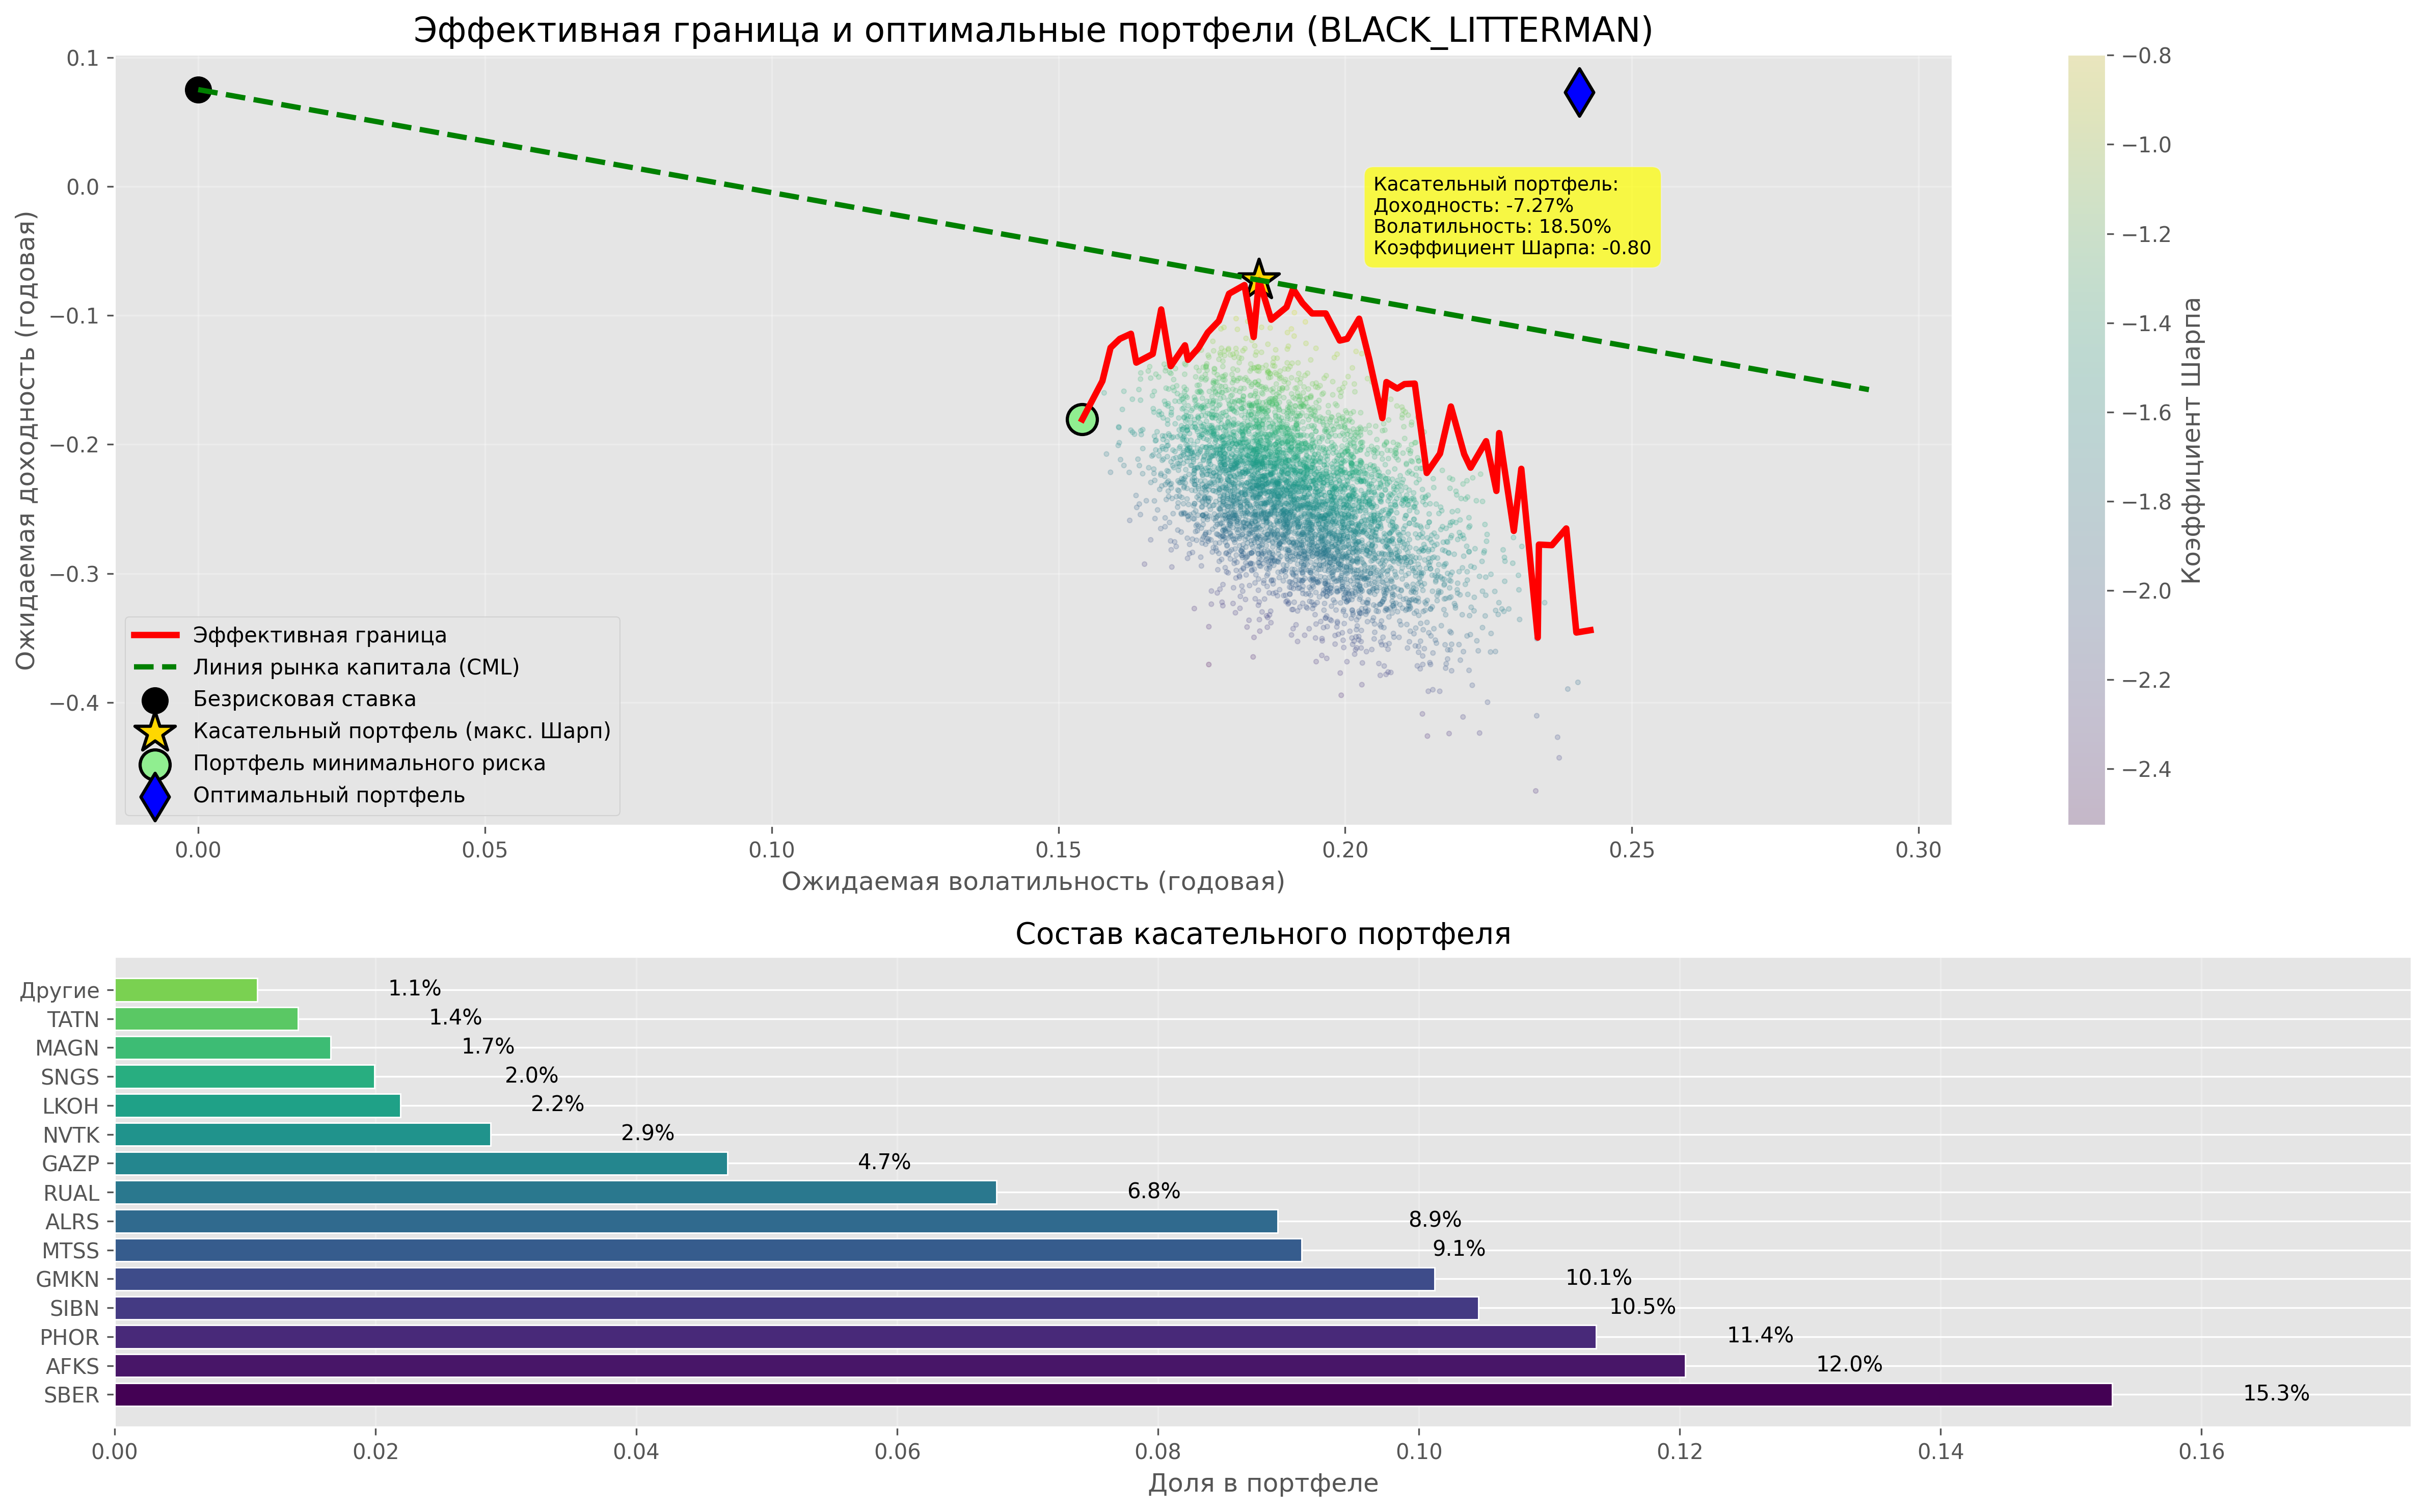 Эффективная граница и оптимальные портфели (BLACK_LITTERMAN)
0.1
0.0
−0.1
−0.2
−0.3
−0.4
Ожидаемая доходность (годовая)
Касательный портфель:
Доходность: -7.27%
Волатильность: 18.50%
Коэффициент Шарпа: -0.80
Эффективная граница
Линия рынка капитала (CML)
Безрисковая ставка
Касательный портфель (макс. Шарп)
Портфель минимального риска
Оптимальный портфель
0.00
0.05
0.10
0.15
0.20
0.25
0.30
Ожидаемая волатильность (годовая)
−0.8
−1.0
−1.2
−1.4
−1.6
−1.8
−2.0
−2.2
−2.4
Коэффициент Шарпа
Состав касательного портфеля
Другие 1.1%
TATN 1.4%
MAGN 1.7%
SNGS 2.0%
LKOH 2.2%
NVTK 2.9%
GAZP 4.7%
RUAL 6.8%
ALRS 8.9%
MTSS 9.1%
GMKN 10.1%
SIBN 10.5%
PHOR 11.4%
AFKS 12.0%
SBER 15.3%
0.00
0.02
0.04
0.06
0.08
0.10
0.12
0.14
0.16
Доля в портфеле